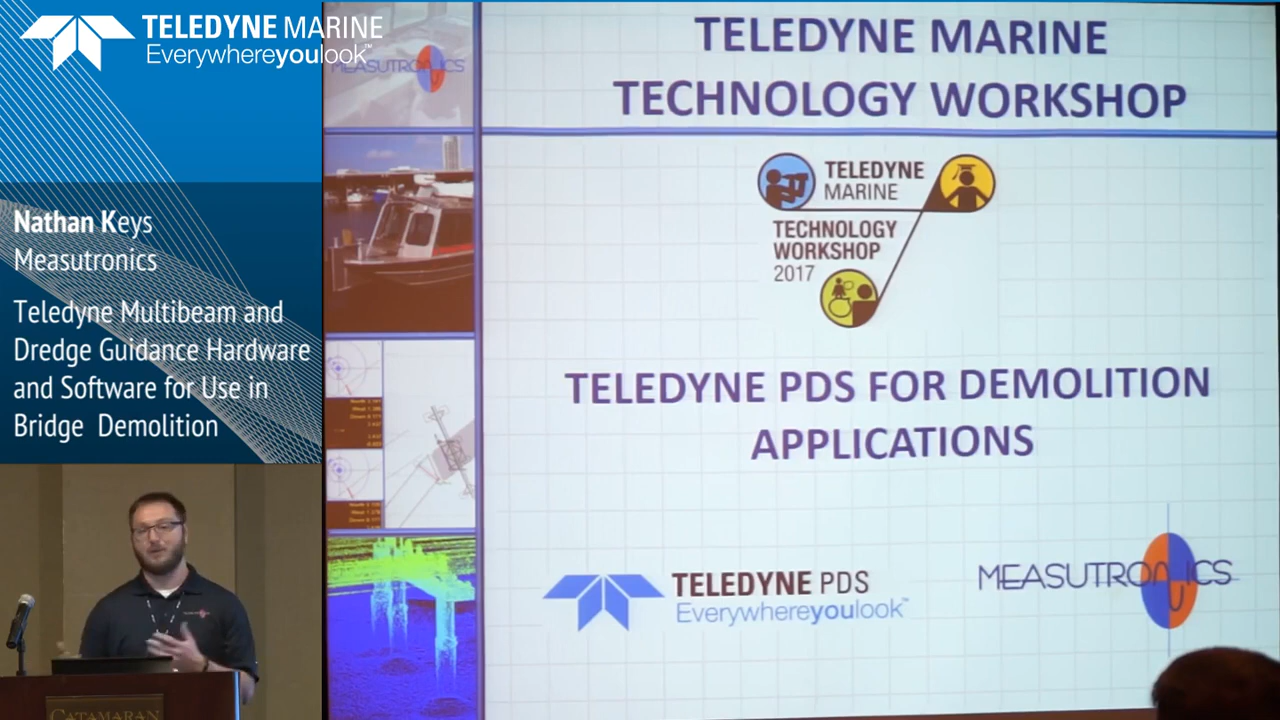 TELEDYNE MARINE
Everywhereyoulook™
Nathan Keys
Measutronics
Teledyne Multibeam and
Dredge Guidance Hardware
and Software for Use in
Bridge Demolition
CATAMARAN
MEASUTRONICS
TELEDYNE MARINE
TECHNOLOGY WORKSHOP
TELEDYNE
MARINE
TECHNOLOGY
WORKSHOP
2017
TELEDYNE PDS FOR DEMOLITION
APPLICATIONS
TELEDYNE PDS
Everywhereyoulook™
MEASUTRONICS